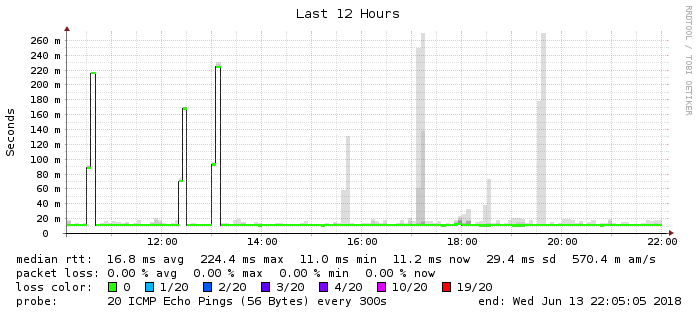 Last 12 Hours
RRDTOOL / TOBI OETIKER
Seconds
260 m
240 m
220 m
200 m
180 m
160 m
140 m
120 m
100 m
80 m
60 m
40 m
20 m
0
12:00 14:00 16:00 18:00 20:00 22:00
median rtt: 16.8 ms avg 224.4 ms max 11.0 ms min 11.2 ms now 29.4 ms sd 570.4 m am/s
packet loss: 0.00 % avg 0.00 % max 0.00 % min 0.00 % now
loss color: 0 1/20 2/20 3/20 4/20 10/20 19/20
probe: 20 ICMP Echo Pings (56 Bytes) every 300s end: Wed Jun 13 22:05:05 2018